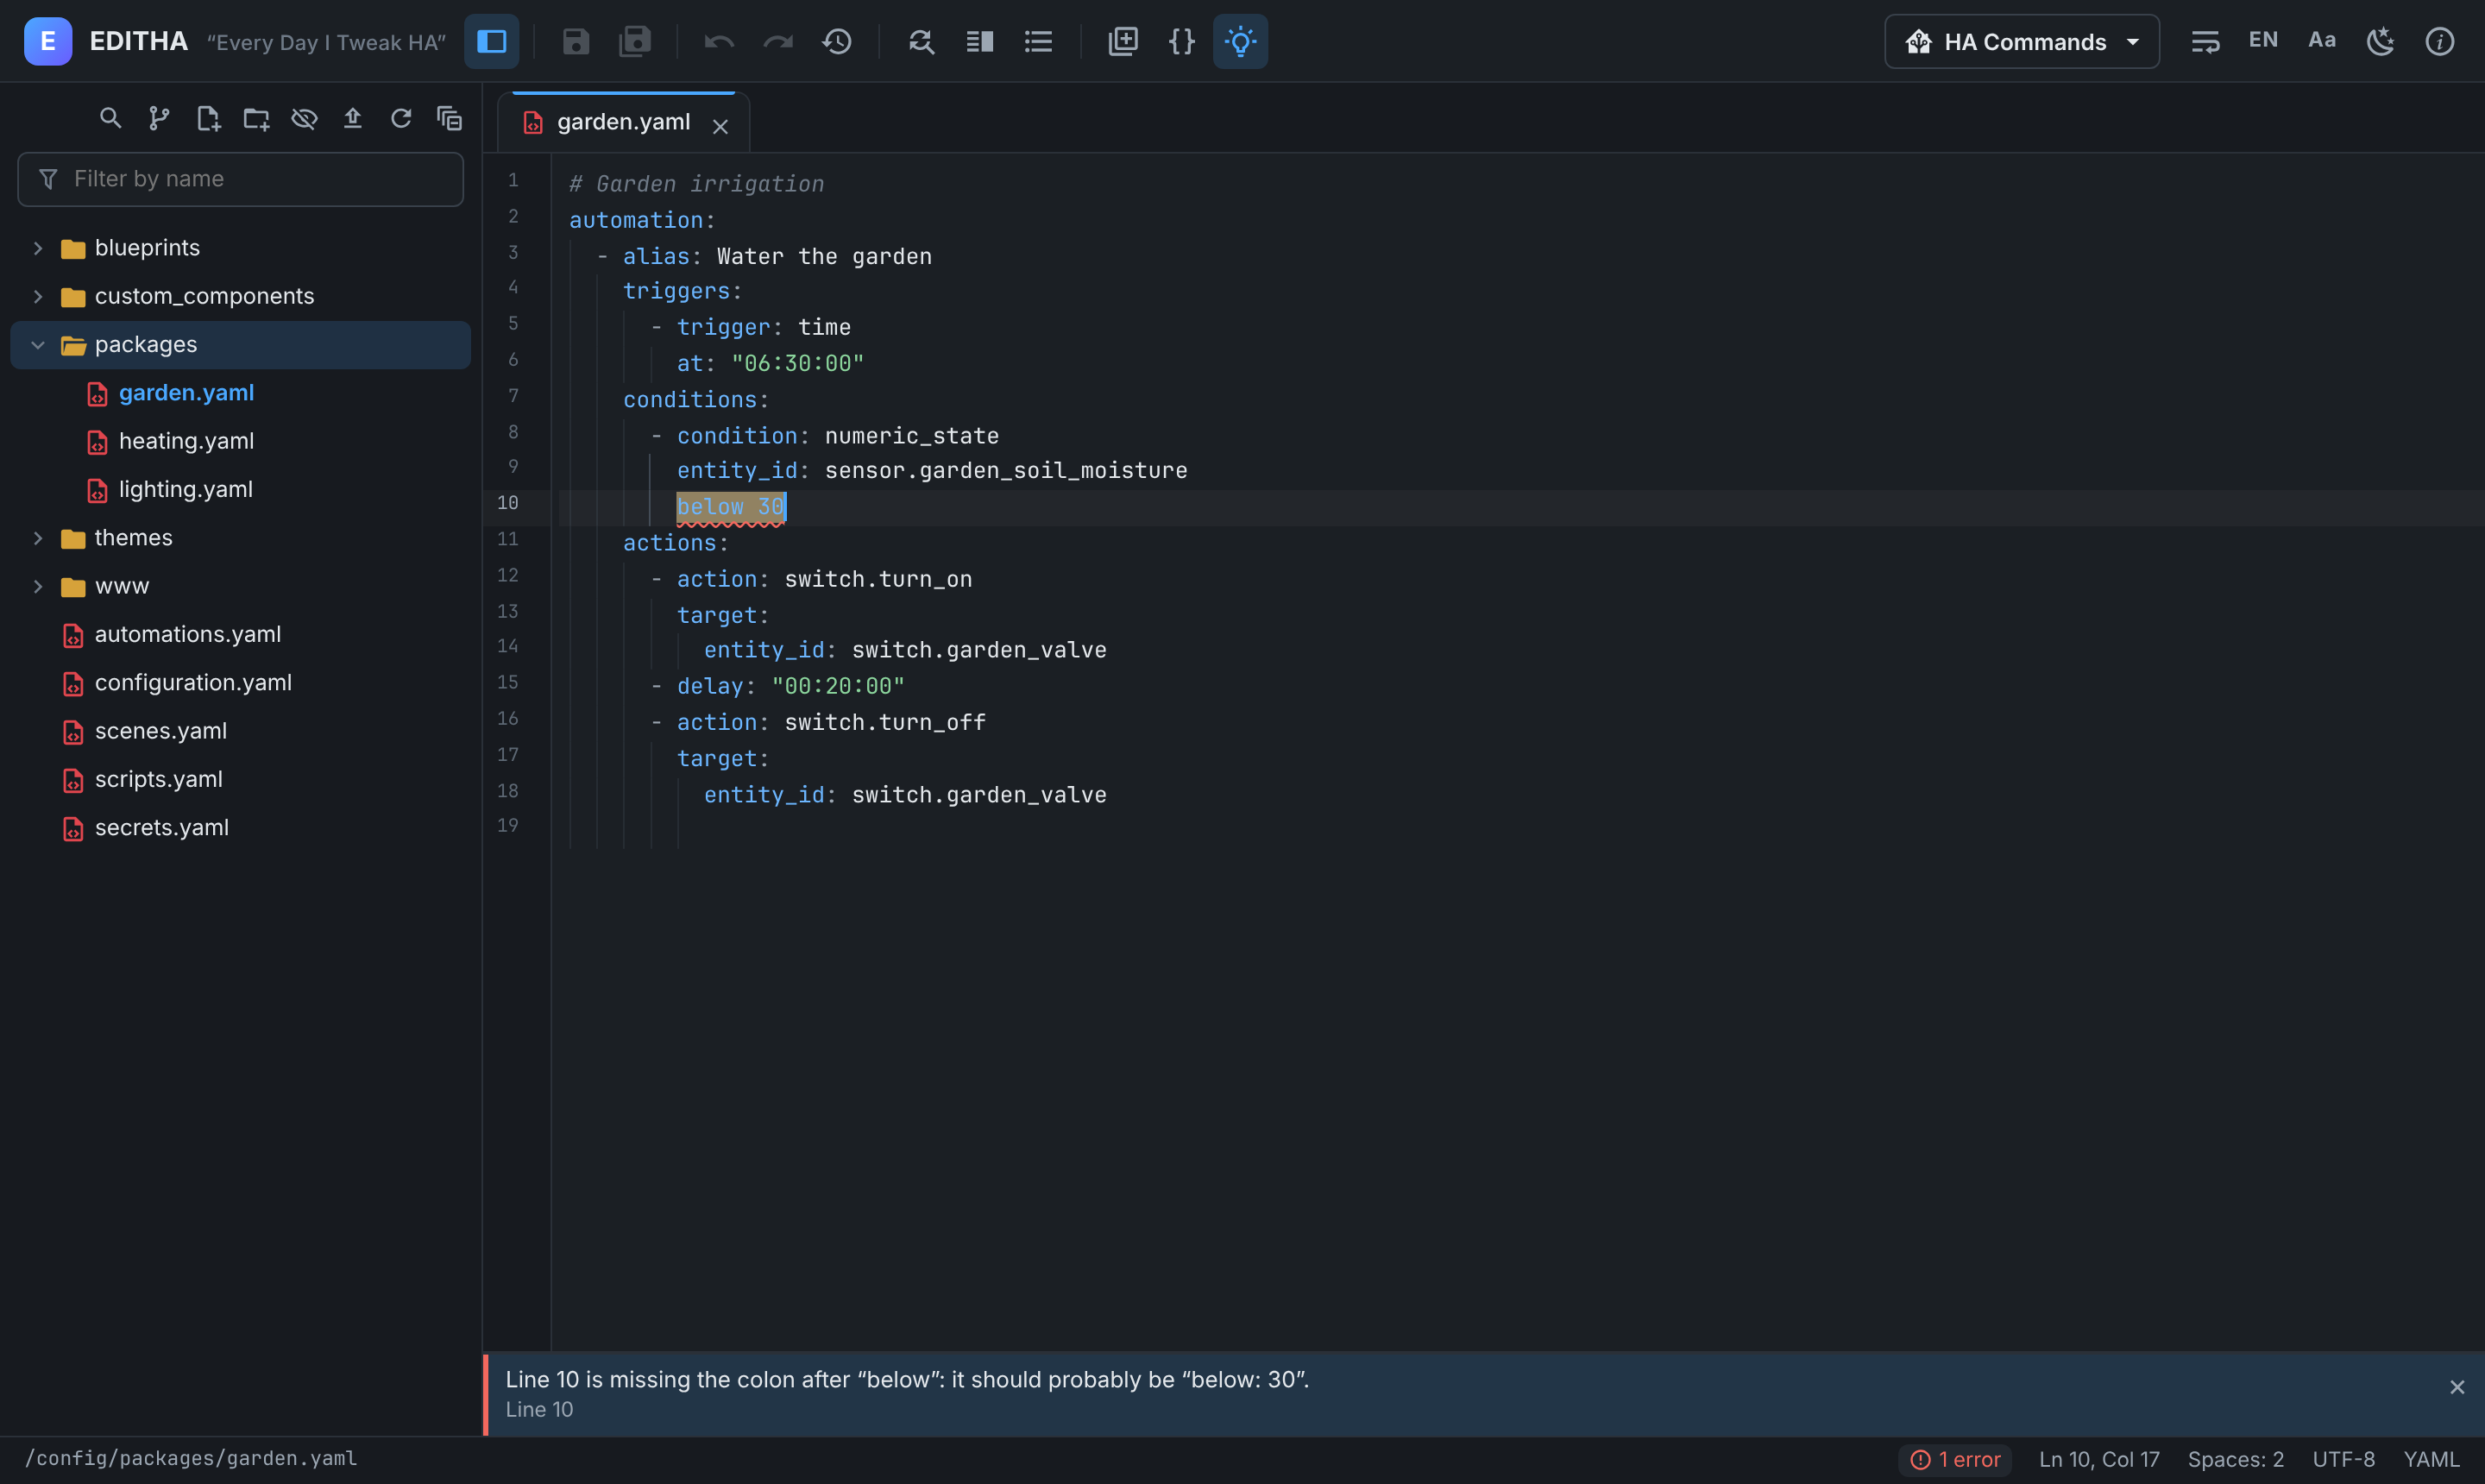 E EDITHA “Every Day I Tweak HA” HA Commands EN Aa
Filter by name
blueprints
custom_components
packages
garden.yaml
heating.yaml
lighting.yaml
themes
www
automations.yaml
configuration.yaml
scenes.yaml
scripts.yaml
secrets.yaml
garden.yaml
1 # Garden irrigation
2 automation:
3   - alias: Water the garden
4     triggers:
5       - trigger: time
6         at: "06:30:00"
7     conditions:
8       - condition: numeric_state
9         entity_id: sensor.garden_soil_moisture
10         below 30
11     actions:
12       - action: switch.turn_on
13         target:
14           entity_id: switch.garden_valve
15       - delay: "00:20:00"
16       - action: switch.turn_off
17         target:
18           entity_id: switch.garden_valve
19
Line 10 is missing the colon after “below”: it should probably be “below: 30”.
Line 10
/config/packages/garden.yaml 1 error Ln 10, Col 17 Spaces: 2 UTF-8 YAML